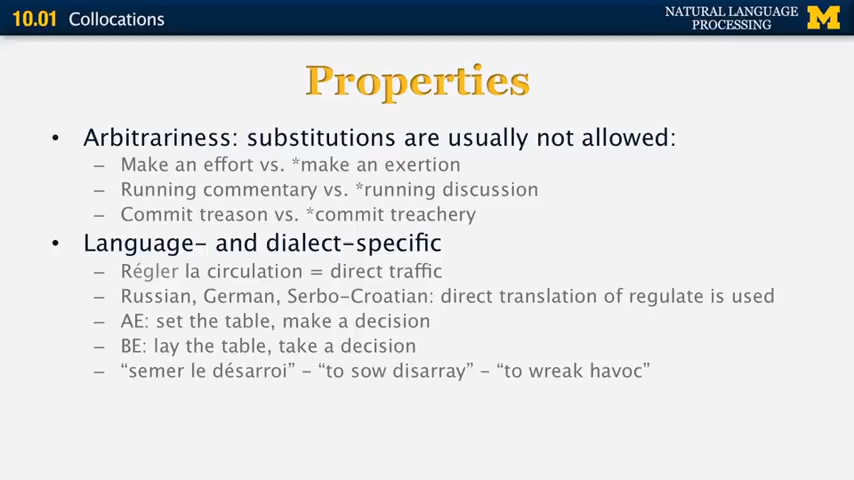 10.01 Collocations
NATURAL LANGUAGE
PROCESSING
M
Properties
• Arbitrariness: substitutions are usually not allowed:
– Make an effort vs. *make an exertion
– Running commentary vs. *running discussion
– Commit treason vs. *commit treachery
• Language– and dialect–specific
– Régler la circulation = direct traffic
– Russian, German, Serbo–Croatian: direct translation of regulate is used
– AE: set the table, make a decision
– BE: lay the table, take a decision
– “semer le désarroi” – “to sow disarray” – “to wreak havoc”